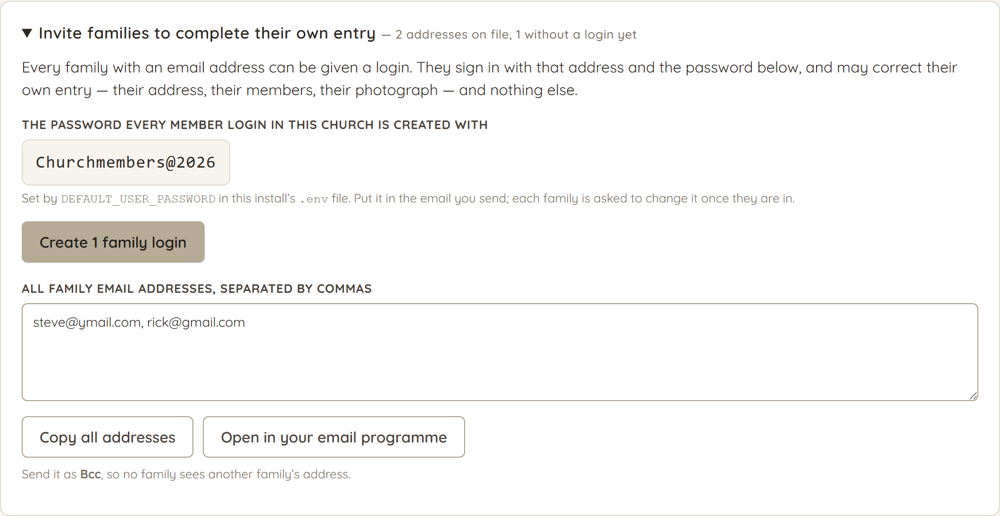 ▼ Invite families to complete their own entry — 2 addresses on file, 1 without a login yet
Every family with an email address can be given a login. They sign in with that address and the password below, and may correct their
own entry — their address, their members, their photograph — and nothing else.
THE PASSWORD EVERY MEMBER LOGIN IN THIS CHURCH IS CREATED WITH
Churchmembers@2026
Set by DEFAULT_USER_PASSWORD in this install’s .env file. Put it in the email you send; each family is asked to change it once they are in.
Create 1 family login
ALL FAMILY EMAIL ADDRESSES, SEPARATED BY COMMAS
steve@ymail.com, rick@gmail.com
Copy all addresses
Open in your email programme
Send it as Bcc, so no family sees another family’s address.